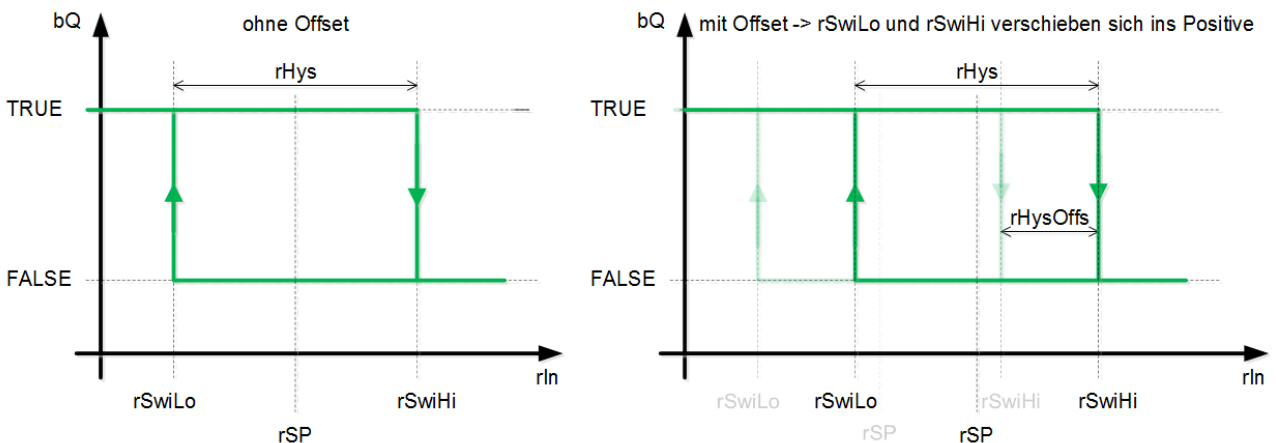 bQ
ohne Offset
rHys
TRUE
FALSE
rIn
rSwiLo
rSwiHi
rSP
bQ
mit Offset -> rSwiLo und rSwiHi verschieben sich ins Positive
rHys
TRUE
rHysOffs
FALSE
rIn
rSwiLo rSwiLo rSwiHi rSwiHi
rSP rSP